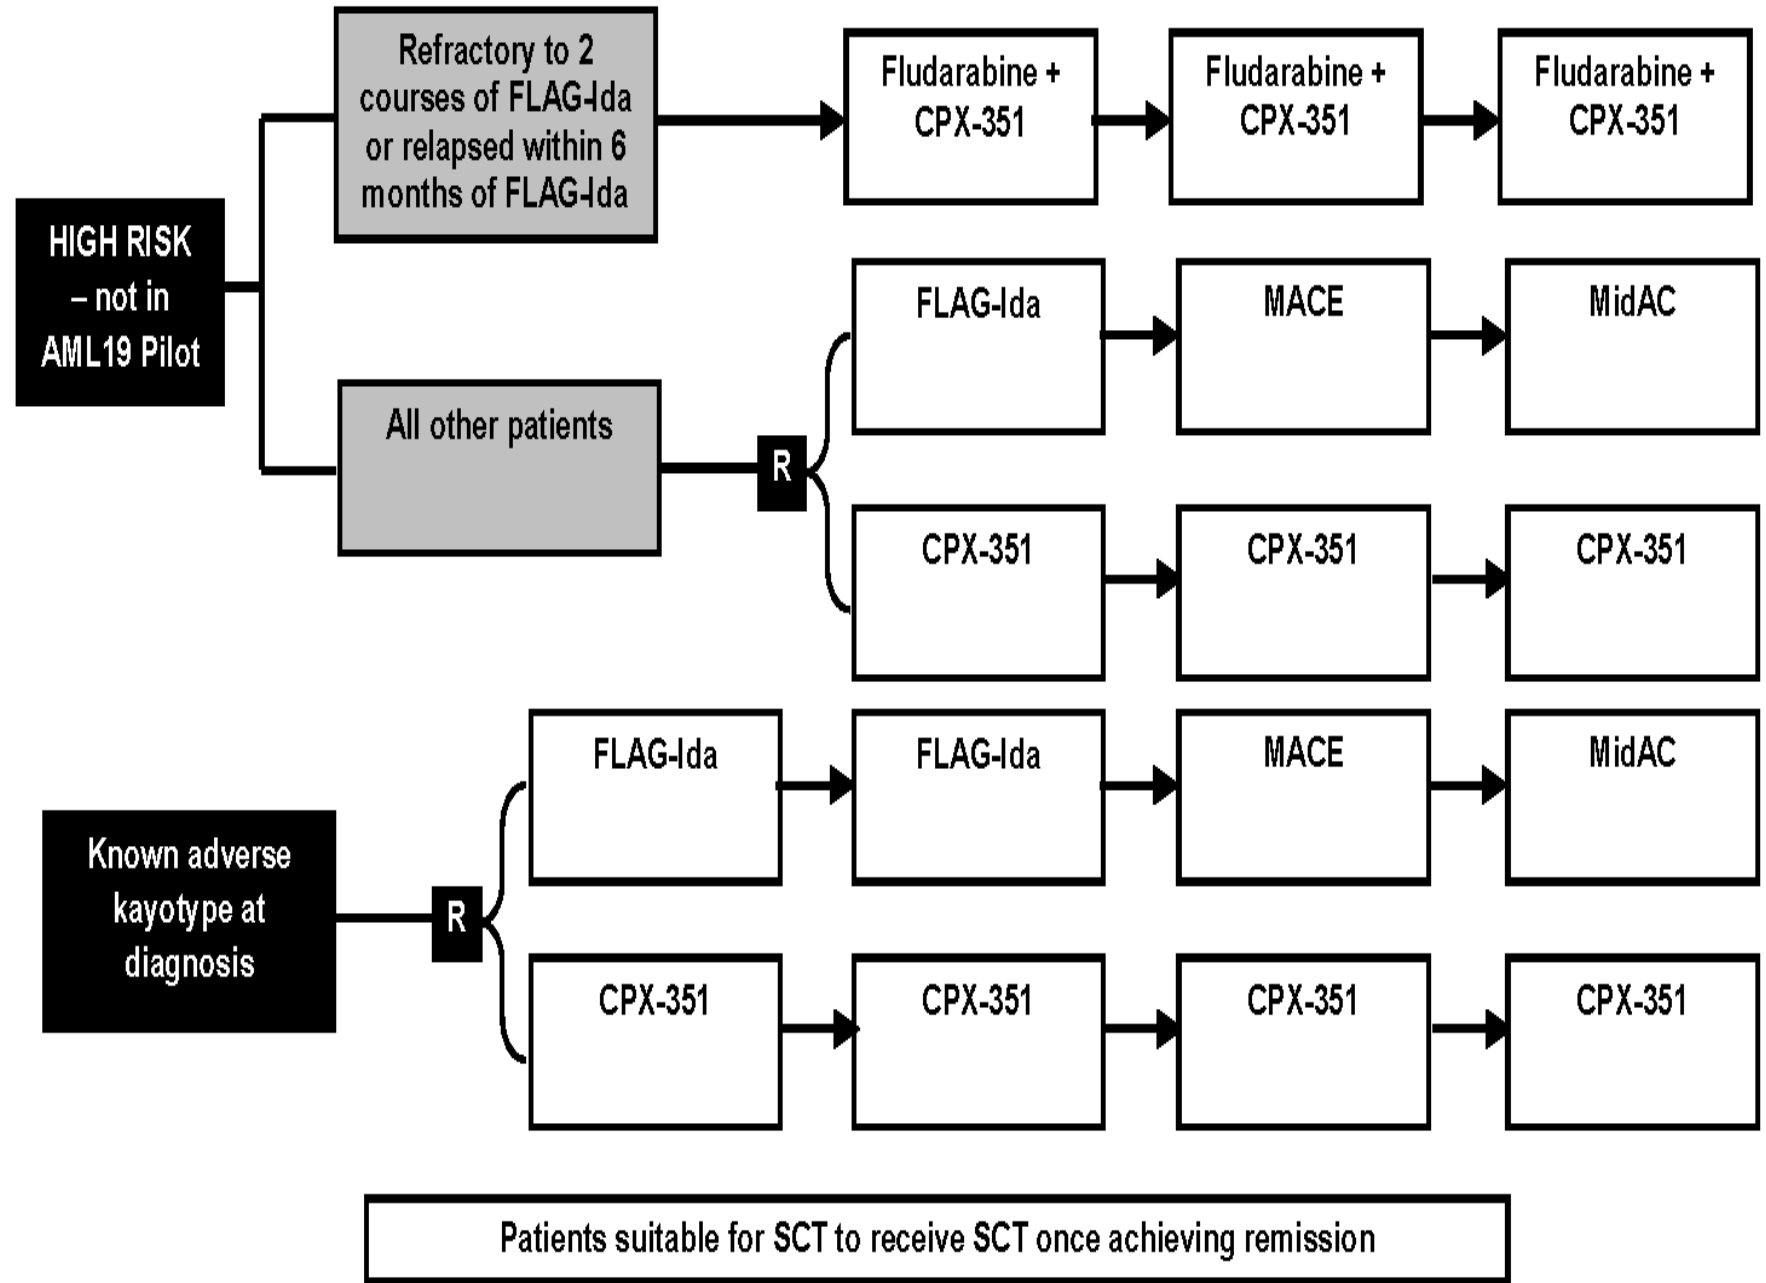 Refractory to 2
courses of FLAG-Ida
or relapsed within 6
months of FLAG-Ida
Fludarabine +
CPX-351
Fludarabine +
CPX-351
Fludarabine +
CPX-351
HIGH RISK
– not in
AML19 Pilot
FLAG-Ida
MACE
MidAC
All other patients
R
CPX-351
CPX-351
CPX-351
FLAG-Ida
FLAG-Ida
MACE
MidAC
Known adverse
kayotype at
diagnosis
R
CPX-351
CPX-351
CPX-351
CPX-351
Patients suitable for SCT to receive SCT once achieving remission